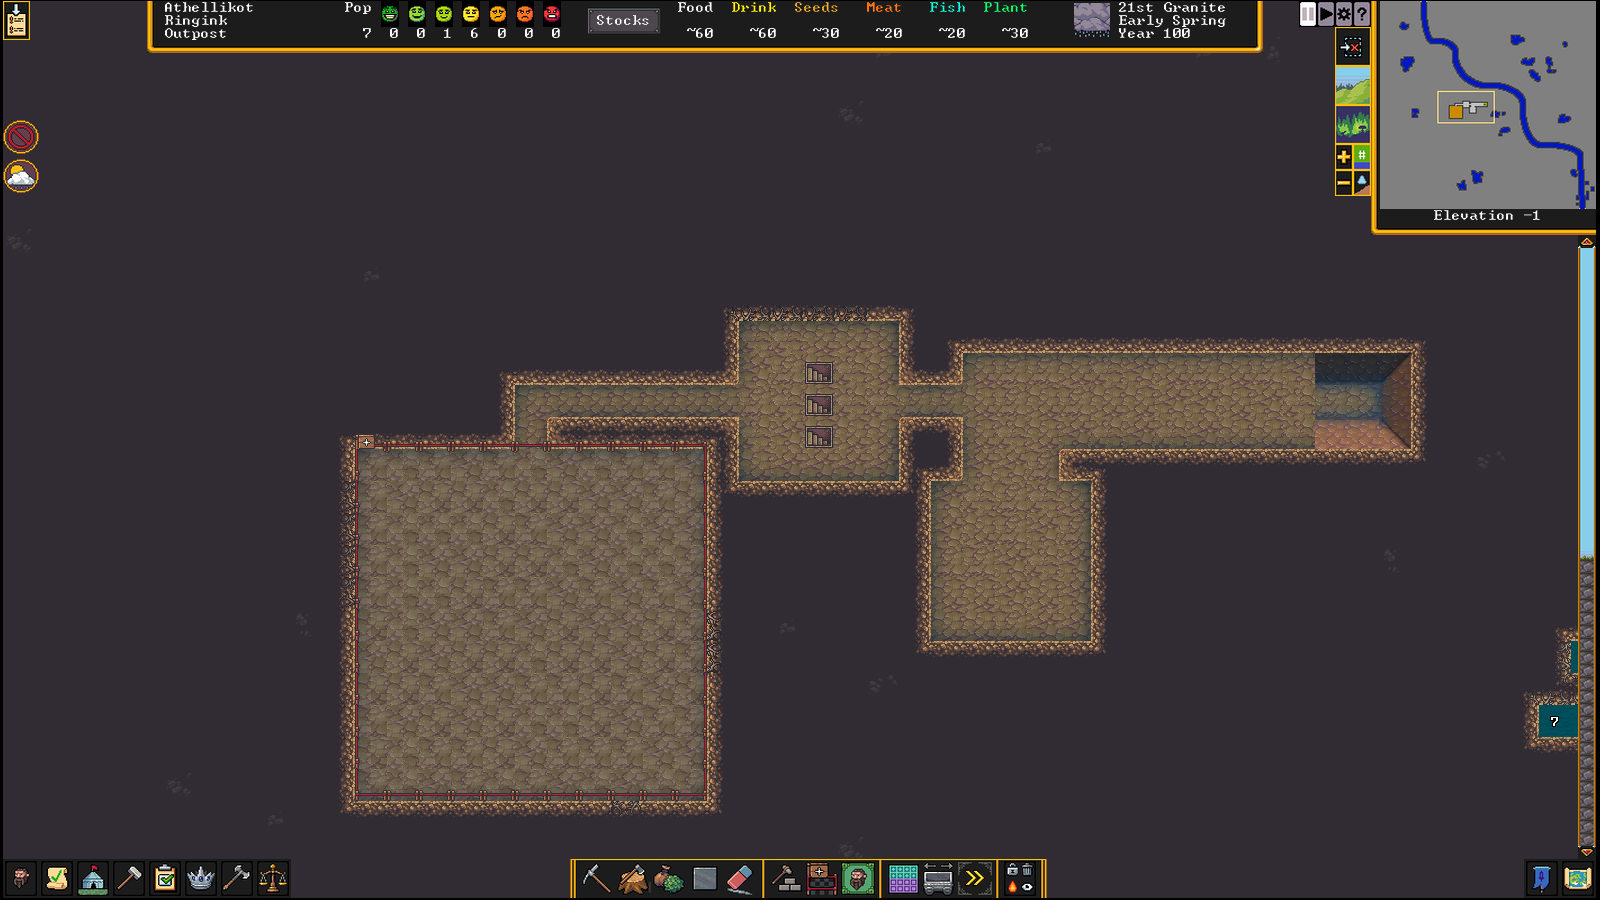 Athellikot
Ringink
Outpost
Pop
7 0 0 1 6 0 0 0
Stocks
Food Drink Seeds Meat Fish Plant
~60 ~60 ~30 ~20 ~20 ~30
21st Granite
Early Spring
Year 100
?
#
Elevation -1
7